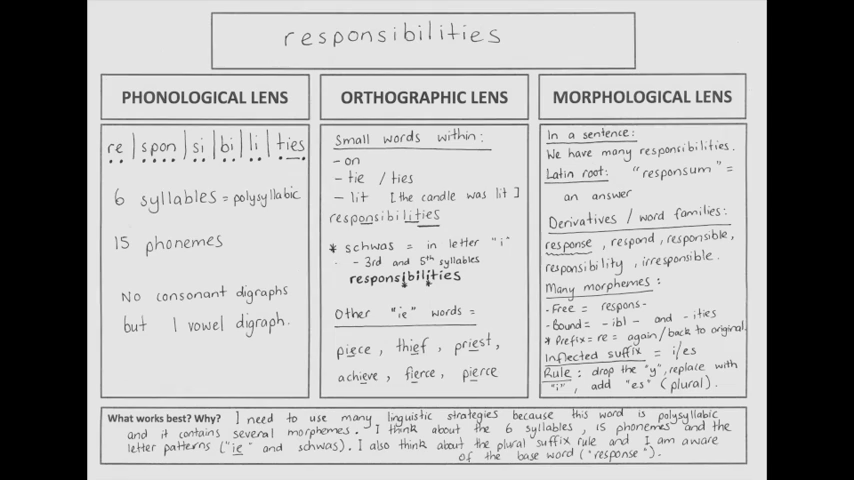 responsibilities
PHONOLOGICAL LENS
re | spon | si | bi | li | ties
6 syllables = polysyllabic
15 phonemes
No consonant digraphs
but 1 vowel digraph.
ORTHOGRAPHIC LENS
Small words within:
- on
- tie / ties
- lit [the candle was lit]
responsibilities
* schwas = in letter "i"
- 3rd and 5th syllables
responsibilities
Other "ie" words =
piece, thief, priest,
achieve, fierce, pierce
MORPHOLOGICAL LENS
In a sentence:
We have many responsibilities.
Latin root: "responsum" =
an answer
Derivatives / word families:
response, respond, responsible,
responsibility, irresponsible.
Many morphemes:
- Free = respons-
- Bound = -ibl- and -ities
* Prefix = re = again/back to original.
Inflected suffix = i/es
Rule: drop the "y", replace with
"i", add "es" (plural).
What works best? Why? I need to use many linguistic strategies because this word is polysyllabic
and it contains several morphemes. I think about the 6 syllables, 15 phonemes and the
letter patterns ("ie" and schwas). I also think about the plural suffix rule and I am aware
of the base word ("response").